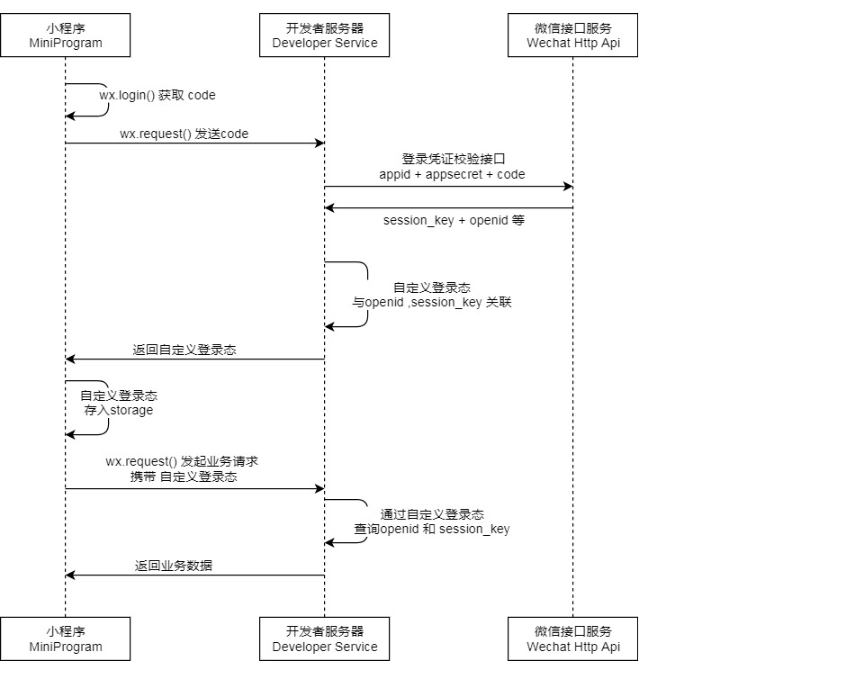 小程序
MiniProgram
开发者服务器
Developer Service
微信接口服务
Wechat Http Api
wx.login() 获取 code
wx.request() 发送code
登录凭证校验接口
appid + appsecret + code
session_key + openid 等
自定义登录态
与openid ,session_key 关联
返回自定义登录态
自定义登录态
存入storage
wx.request() 发起业务请求
携带 自定义登录态
通过自定义登录态
查询openid 和 session_key
返回业务数据
小程序
MiniProgram
开发者服务器
Developer Service
微信接口服务
Wechat Http Api